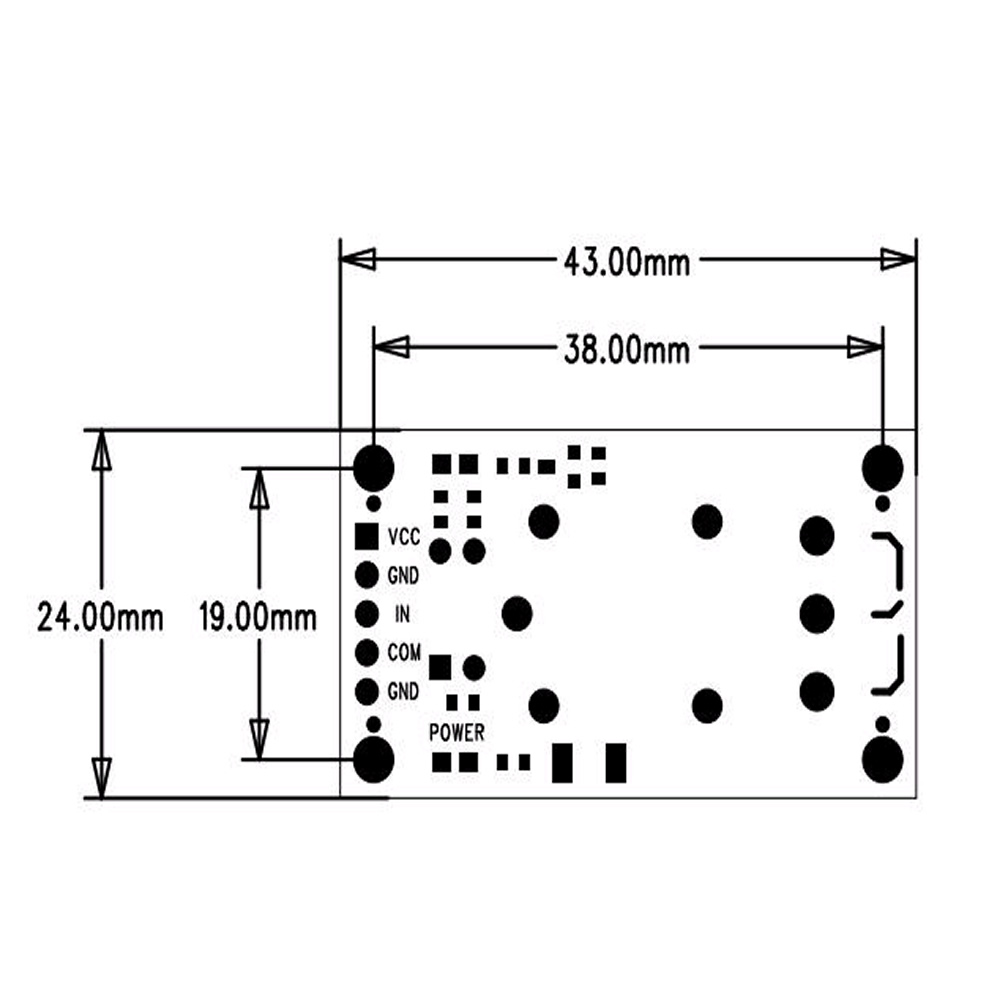 43.00mm
38.00mm
VCC
GND
24.00mm 19.00mm IN
COM
GND
POWER